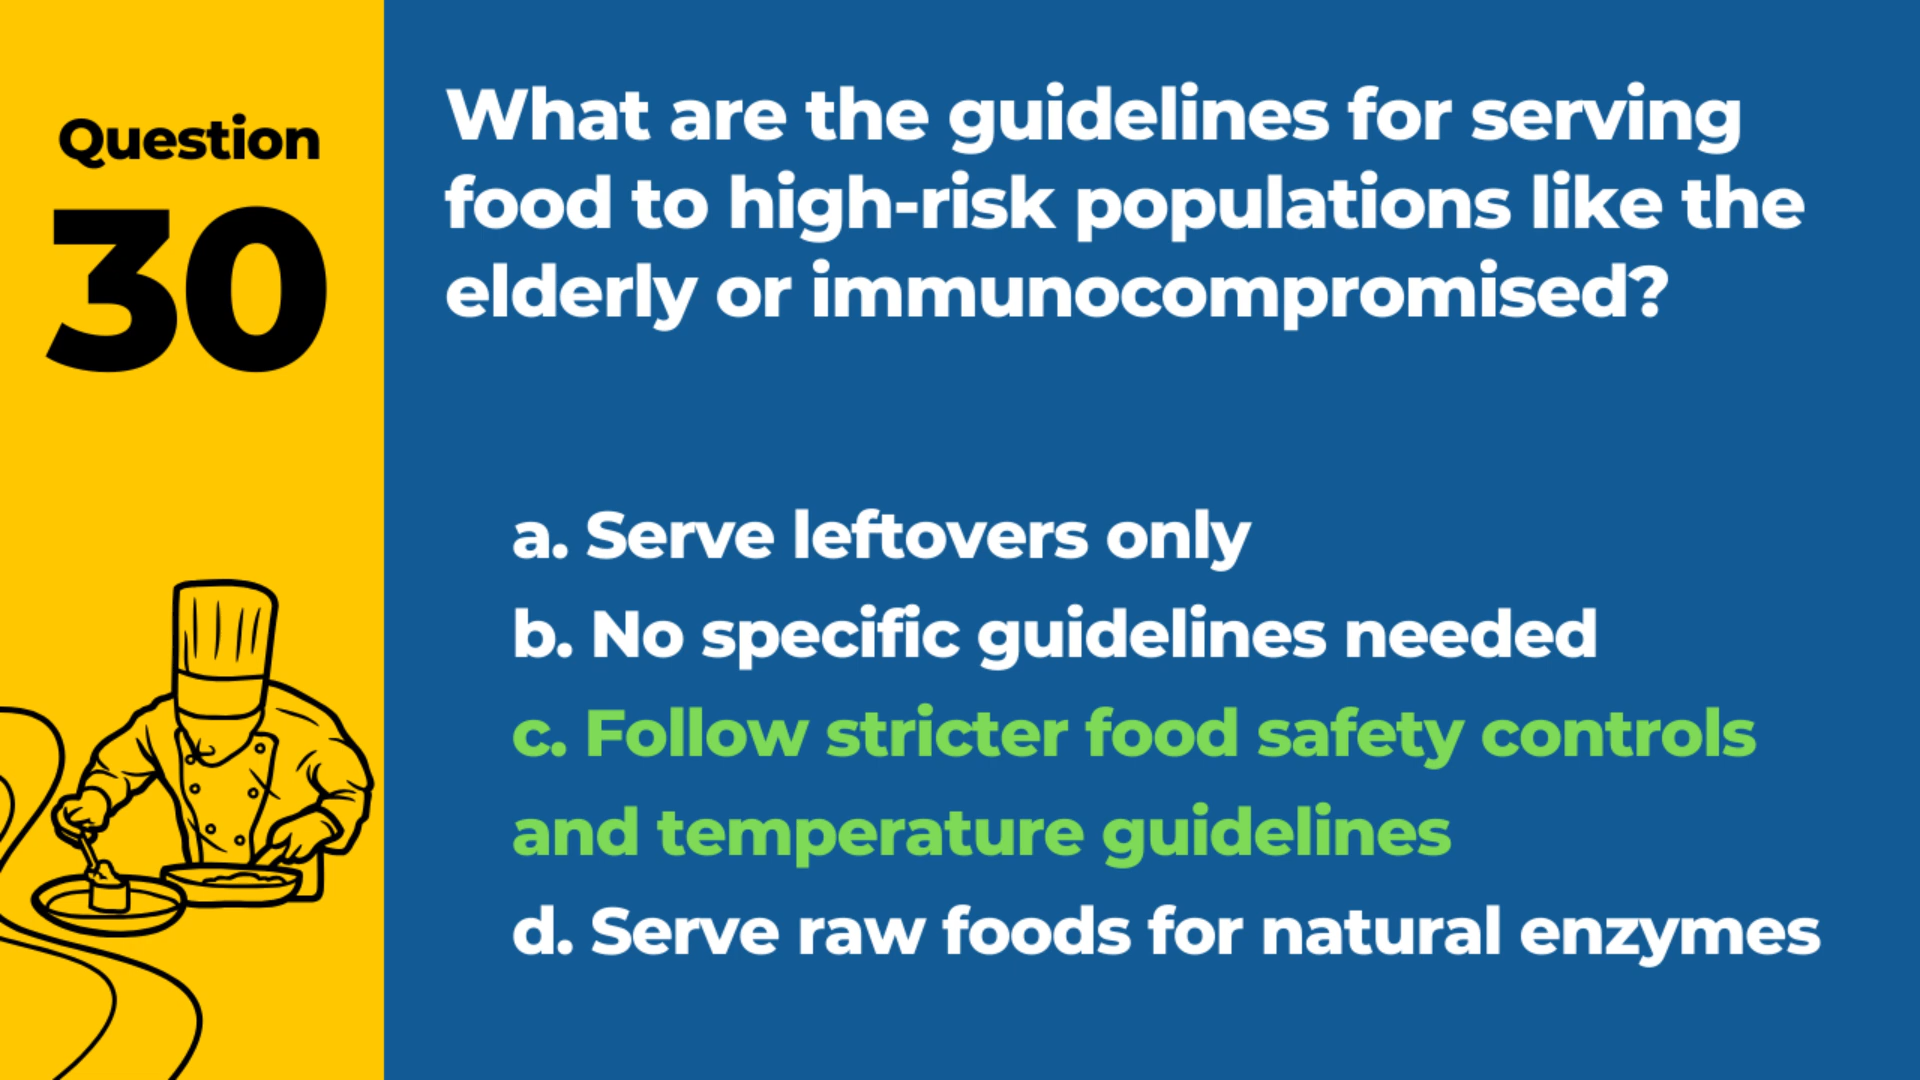 Question
30
What are the guidelines for serving
food to high-risk populations like the
elderly or immunocompromised?
a. Serve leftovers only
b. No specific guidelines needed
c. Follow stricter food safety controls
and temperature guidelines
d. Serve raw foods for natural enzymes